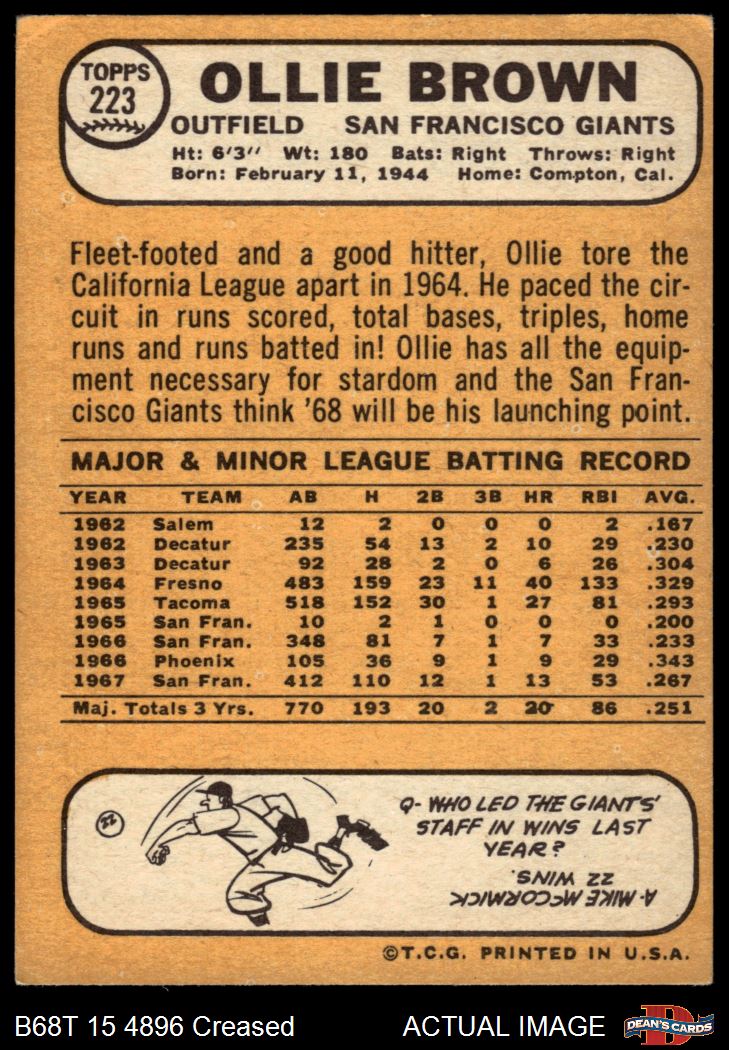 TOPPS
223
OLLIE BROWN
OUTFIELD SAN FRANCISCO GIANTS
Ht: 6'3" Wt: 180 Bats: Right Throws: Right
Born: February 11, 1944 Home: Compton, Cal.
Fleet-footed and a good hitter, Ollie tore the
California League apart in 1964. He paced the cir-
cuit in runs scored, total bases, triples, home
runs and runs batted in! Ollie has all the equip-
ment necessary for stardom and the San Fran-
cisco Giants think '68 will be his launching point.
MAJOR & MINOR LEAGUE BATTING RECORD
YEAR TEAM AB H 2B 3B HR RBI AVG.
1962 Salem 12 2 0 0 0 2 .167
1962 Decatur 235 54 13 2 10 29 .230
1963 Decatur 92 28 2 0 6 26 .304
1964 Fresno 483 159 23 11 40 133 .329
1965 Tacoma 518 152 30 1 27 81 .293
1965 San Fran. 10 2 1 0 0 0 .200
1966 San Fran. 348 81 7 1 7 33 .233
1966 Phoenix 105 36 9 1 9 29 .343
1967 San Fran. 412 110 12 1 13 53 .267
Maj. Totals 3 Yrs. 770 193 20 2 20 86 .251
22
Q- WHO LED THE GIANTS'
STAFF IN WINS LAST
YEAR?
A- MIKE McCORMICK
22 WINS.
©T.C.G. PRINTED IN U.S.A.
B68T 15 4896 Creased ACTUAL IMAGE
D
DEAN'S CARDS